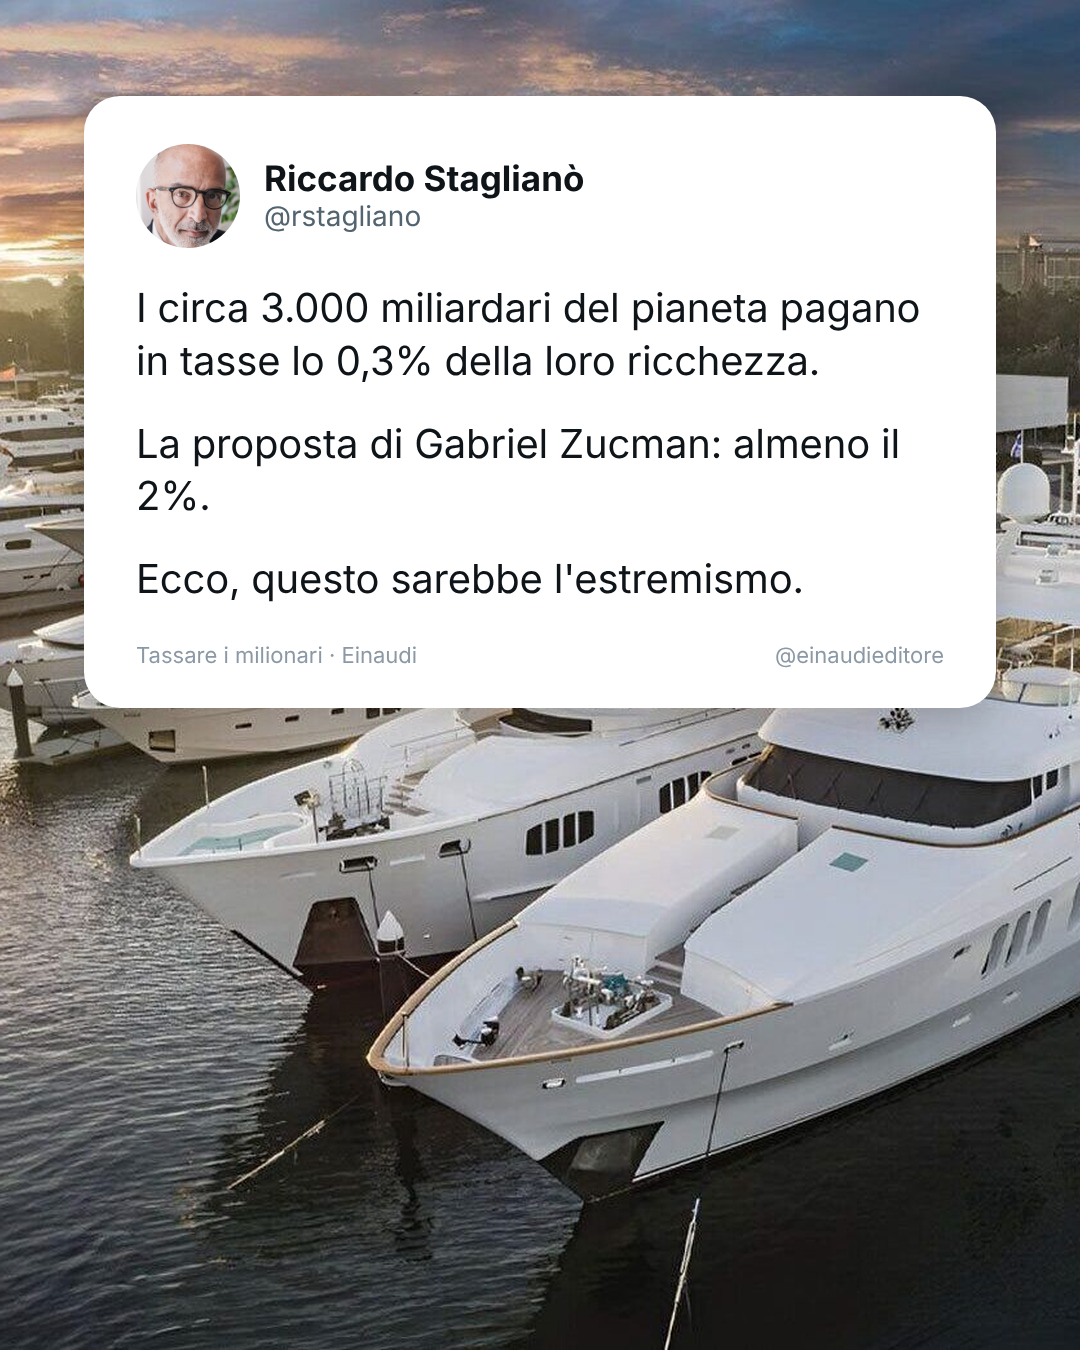 Riccardo Staglianò
@rstagliano
I circa 3.000 miliardari del pianeta pagano
in tasse lo 0,3% della loro ricchezza.
La proposta di Gabriel Zucman: almeno il
2%.
Ecco, questo sarebbe l'estremismo.
Tassare i milionari · Einaudi
@einaudieditore